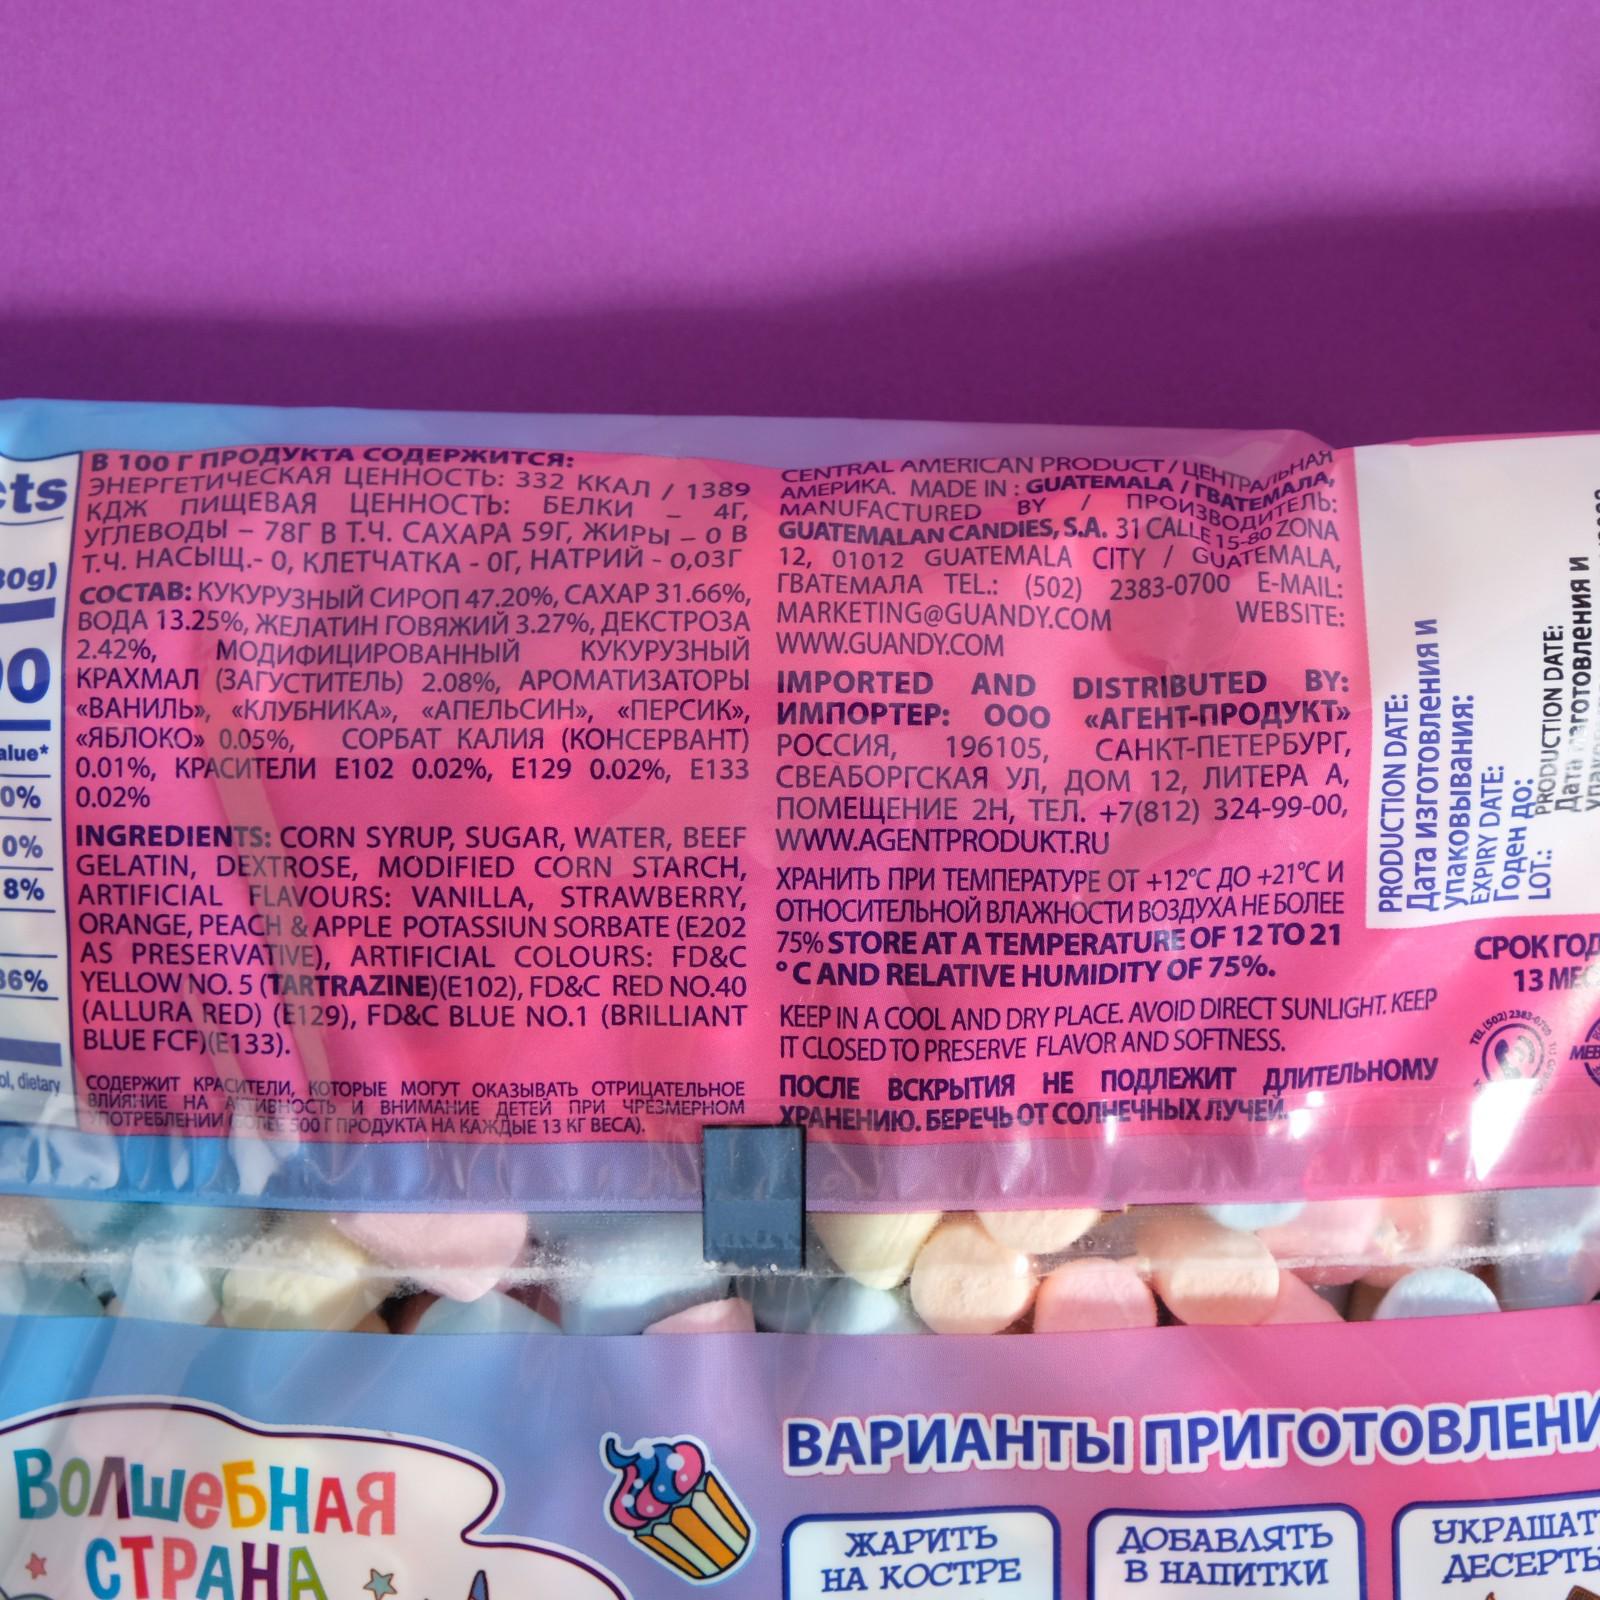 cts
30g)
00
alue*
0%
0%
8%
36%
ol, dietary
В 100 Г ПРОДУКТА СОДЕРЖИТСЯ:
ЭНЕРГЕТИЧЕСКАЯ ЦЕННОСТЬ: 332 ККАЛ / 1389
КДЖ ПИЩЕВАЯ ЦЕННОСТЬ: БЕЛКИ – 4Г,
УГЛЕВОДЫ – 78Г В Т.Ч. САХАРА 59Г, ЖИРЫ – 0 В
Т.Ч. НАСЫЩ.- 0, КЛЕТЧАТКА - 0Г, НАТРИЙ - 0,03Г
СОСТАВ: КУКУРУЗНЫЙ СИРОП 47.20%, САХАР 31.66%,
ВОДА 13.25%, ЖЕЛАТИН ГОВЯЖИЙ 3.27%, ДЕКСТРОЗА
2.42%, МОДИФИЦИРОВАННЫЙ КУКУРУЗНЫЙ
КРАХМАЛ (ЗАГУСТИТЕЛЬ) 2.08%, АРОМАТИЗАТОРЫ
«ВАНИЛЬ», «КЛУБНИКА», «АПЕЛЬСИН», «ПЕРСИК»,
«ЯБЛОКО» 0.05%, СОРБАТ КАЛИЯ (КОНСЕРВАНТ)
0.01%, КРАСИТЕЛИ Е102 0.02%, Е129 0.02%, Е133
0.02%
INGREDIENTS: CORN SYRUP, SUGAR, WATER, BEEF
GELATIN, DEXTROSE, MODIFIED CORN STARCH,
ARTIFICIAL FLAVOURS: VANILLA, STRAWBERRY,
ORANGE, PEACH & APPLE POTASSIUN SORBATE (E202
AS PRESERVATIVE), ARTIFICIAL COLOURS: FD&C
YELLOW NO. 5 (TARTRAZINE)(E102), FD&C RED NO.40
(ALLURA RED) (E129), FD&C BLUE NO.1 (BRILLIANT
BLUE FCF)(E133).
СОДЕРЖИТ КРАСИТЕЛИ, КОТОРЫЕ МОГУТ ОКАЗЫВАТЬ ОТРИЦАТЕЛЬНОЕ
ВЛИЯНИЕ НА АКТИВНОСТЬ И ВНИМАНИЕ ДЕТЕЙ ПРИ ЧРЕЗМЕРНОМ
УПОТРЕБЛЕНИИ (БОЛЕЕ 500 Г ПРОДУКТА НА КАЖДЫЕ 13 КГ ВЕСА).
CENTRAL AMERICAN PRODUCT / ЦЕНТРАЛЬНАЯ
АМЕРИКА. MADE IN : GUATEMALA / ГВАТЕМАЛА,
MANUFACTURED BY / ПРОИЗВОДИТЕЛЬ:
GUATEMALAN CANDIES, S.A. 31 CALLE 15-80 ZONA
12, 01012 GUATEMALA CITY / GUATEMALA,
ГВАТЕМАЛА TEL.: (502) 2383-0700 E-MAIL:
MARKETING@GUANDY.COM WEBSITE:
WWW.GUANDY.COM
IMPORTED AND DISTRIBUTED BY:
ИМПОРТЕР: ООО «АГЕНТ-ПРОДУКТ»
РОССИЯ, 196105, САНКТ-ПЕТЕРБУРГ,
СВЕАБОРГСКАЯ УЛ, ДОМ 12, ЛИТЕРА А,
ПОМЕЩЕНИЕ 2Н, ТЕЛ. +7(812) 324-99-00,
WWW.AGENTPRODUKT.RU
ХРАНИТЬ ПРИ ТЕМПЕРАТУРЕ ОТ +12°С ДО +21°С И
ОТНОСИТЕЛЬНОЙ ВЛАЖНОСТИ ВОЗДУХА НЕ БОЛЕЕ
75% STORE AT A TEMPERATURE OF 12 TO 21
° C AND RELATIVE HUMIDITY OF 75%.
KEEP IN A COOL AND DRY PLACE. AVOID DIRECT SUNLIGHT. KEEP
IT CLOSED TO PRESERVE FLAVOR AND SOFTNESS.
ПОСЛЕ ВСКРЫТИЯ НЕ ПОДЛЕЖИТ ДЛИТЕЛЬНОМУ
ХРАНЕНИЮ. БЕРЕЧЬ ОТ СОЛНЕЧНЫХ ЛУЧЕЙ.
PRODUCTION DATE:
Дата изготовления и
упаковывания:
EXPIRY DATE:
Годен до:
LOT.:
PRODUCTION DATE:
Дата изготовления и
СРОК ГОД
13 МЕС
TEL (502) 2383-0700
ВОЛШЕБНАЯ
СТРАНА
ВАРИАНТЫ ПРИГОТОВЛЕНИ
ЖАРИТЬ
НА КОСТРЕ
ДОБАВЛЯТЬ
В НАПИТКИ
УКРАШАТ
ДЕСЕРТЫ